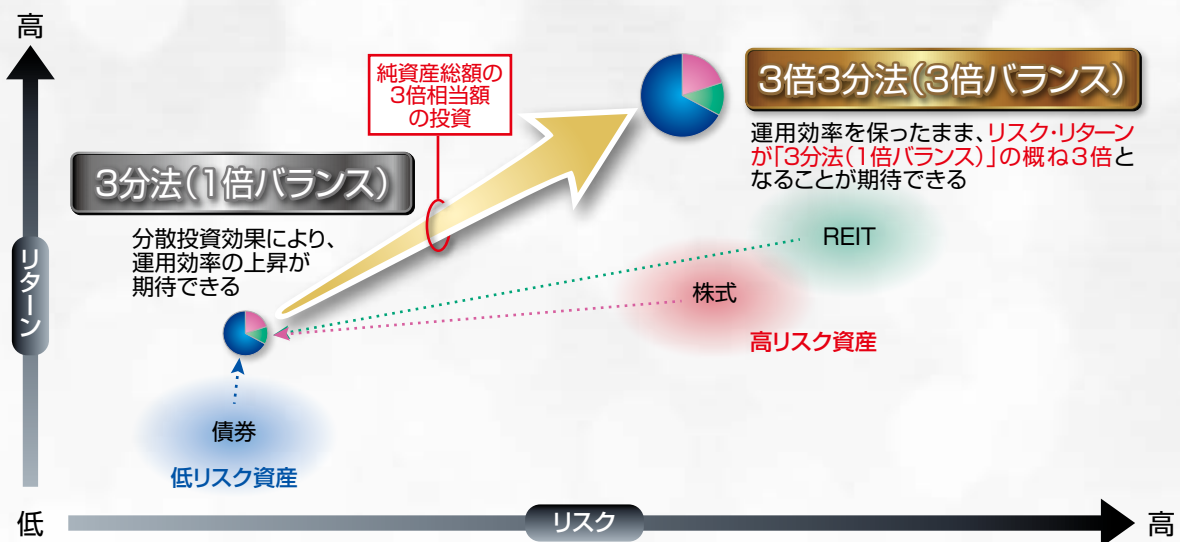 高
純資産総額の
3倍相当額
の投資
3倍3分法(3倍バランス)
運用効率を保ったまま、リスク・リターン
が「3分法(1倍バランス)」の概ね3倍と
なることが期待できる
3分法(1倍バランス)
分散投資効果により、
運用効率の上昇が
期待できる
REIT
株式
高リスク資産
リターン
債券
低リスク資産
低
リスク
高